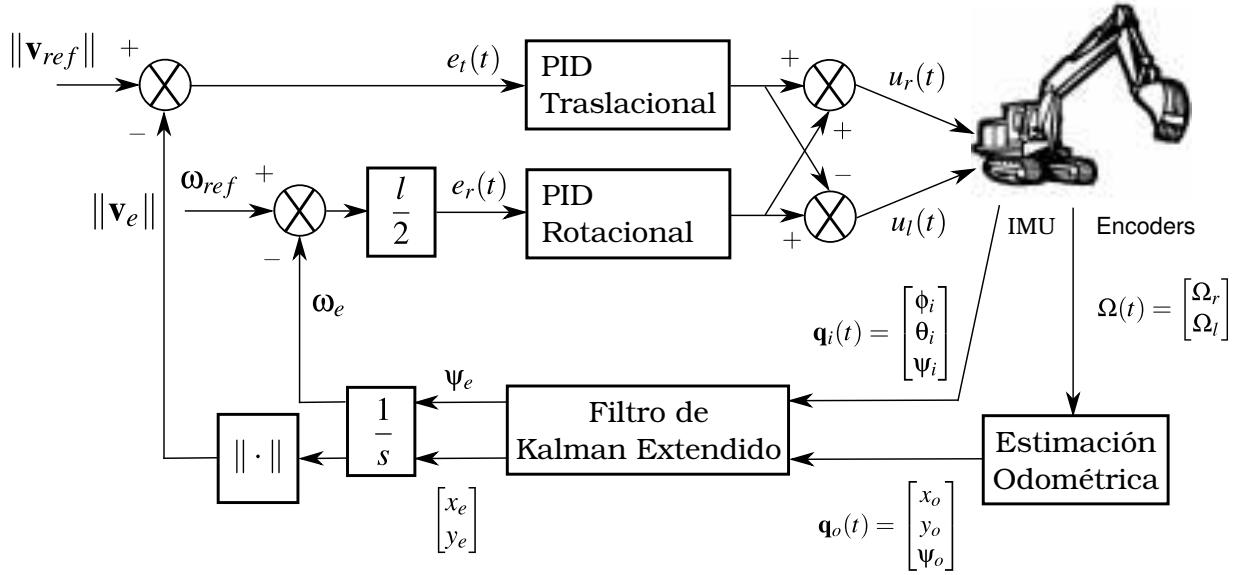 ‖v_ref‖
+
−
e_t(t)
PID
Traslacional
+
+
u_r(t)
‖v_e‖
ω_ref
+
−
l/2
e_r(t)
PID
Rotacional
−
+
u_l(t)
IMU
Encoders
ω_e
q_i(t) = [ϕ_i θ_i ψ_i]
Ω(t) = [Ω_r Ω_l]
ψ_e
‖·‖
1/s
Filtro de
Kalman Extendido
Estimación
Odométrica
[x_e y_e]
q_o(t) = [x_o y_o ψ_o]